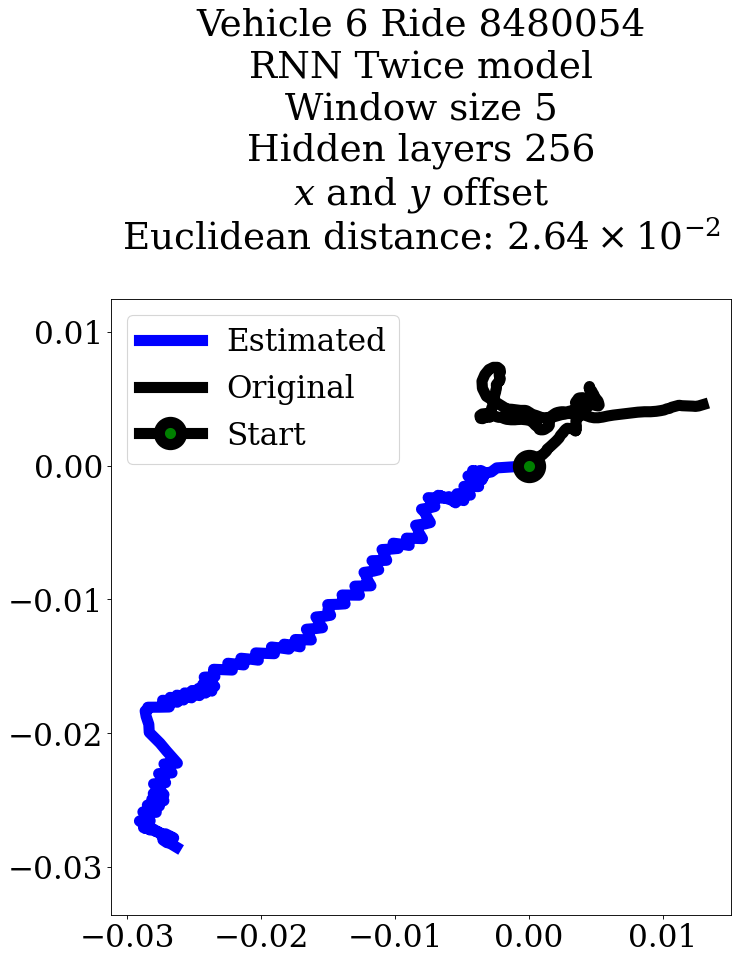 Vehicle 6 Ride 8480054
RNN Twice model
Window size 5
Hidden layers 256
x and y offset
Euclidean distance: 2.64 × 10⁻²
Estimated
Original
Start
0.01
0.00
−0.01
−0.02
−0.03
−0.03 −0.02 −0.01 0.00 0.01